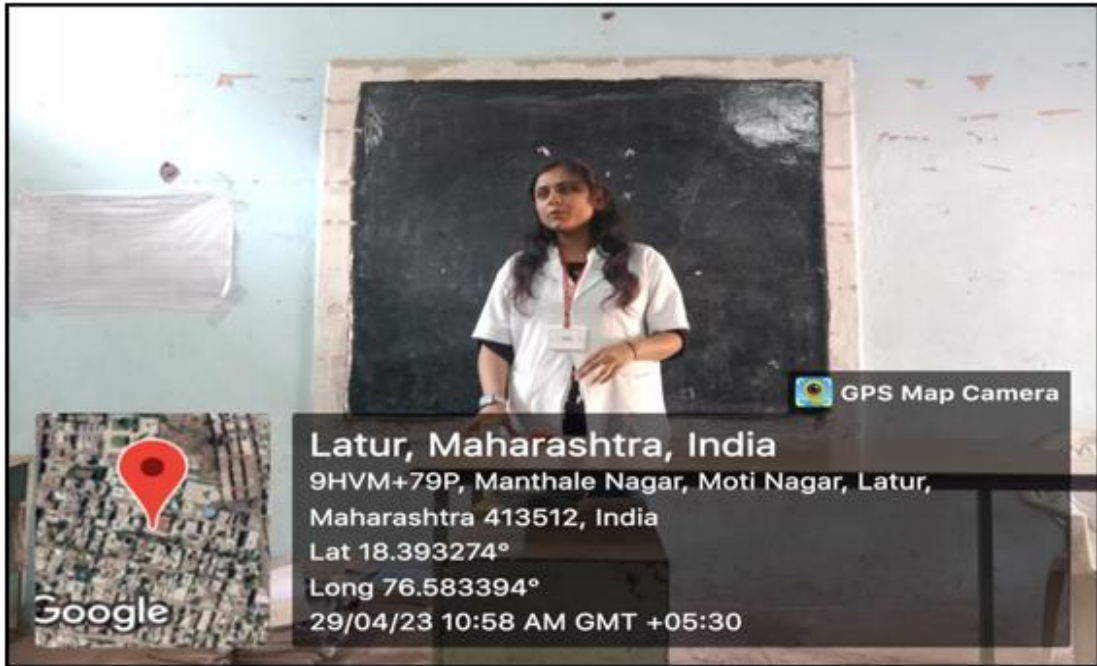 GPS Map Camera
Latur, Maharashtra, India
9HVM+79P, Manthale Nagar, Moti Nagar, Latur,
Maharashtra 413512, India
Lat 18.393274°
Long 76.583394°
29/04/23 10:58 AM GMT +05:30
Google